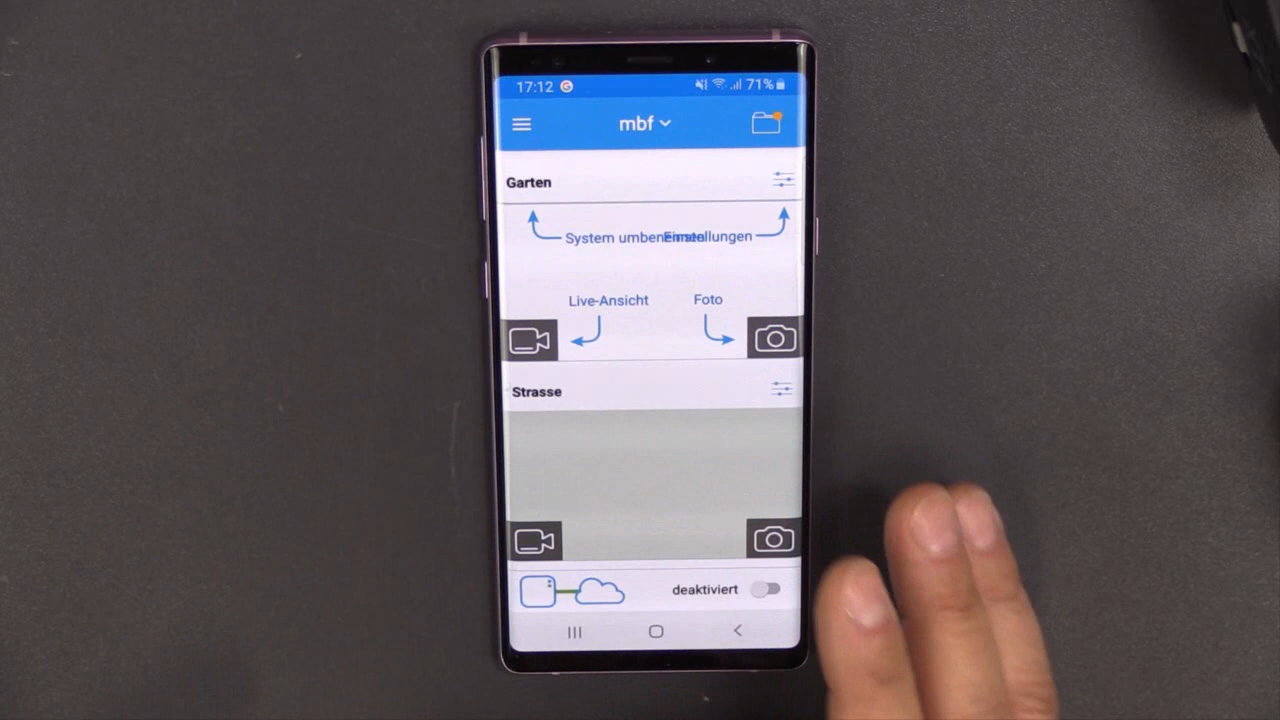 17:12 G 71%
mbf
Garten
System umbenennen Einstellungen
Live-Ansicht Foto
Strasse
deaktiviert